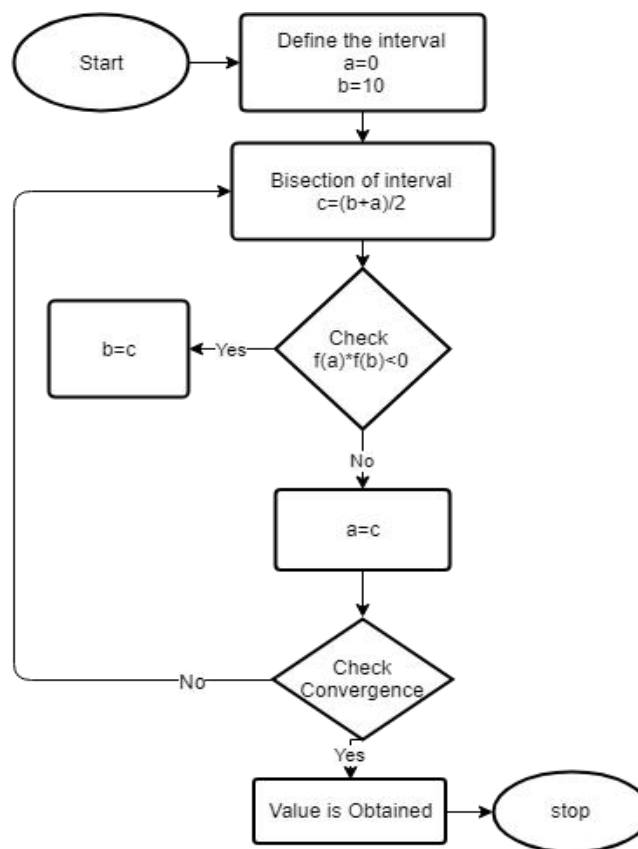 Start
Define the interval
a=0
b=10
Bisection of interval
c=(b+a)/2
Check
f(a)*f(b)<0
Yes
b=c
No
a=c
Check
Convergence
No
Yes
Value is Obtained
stop